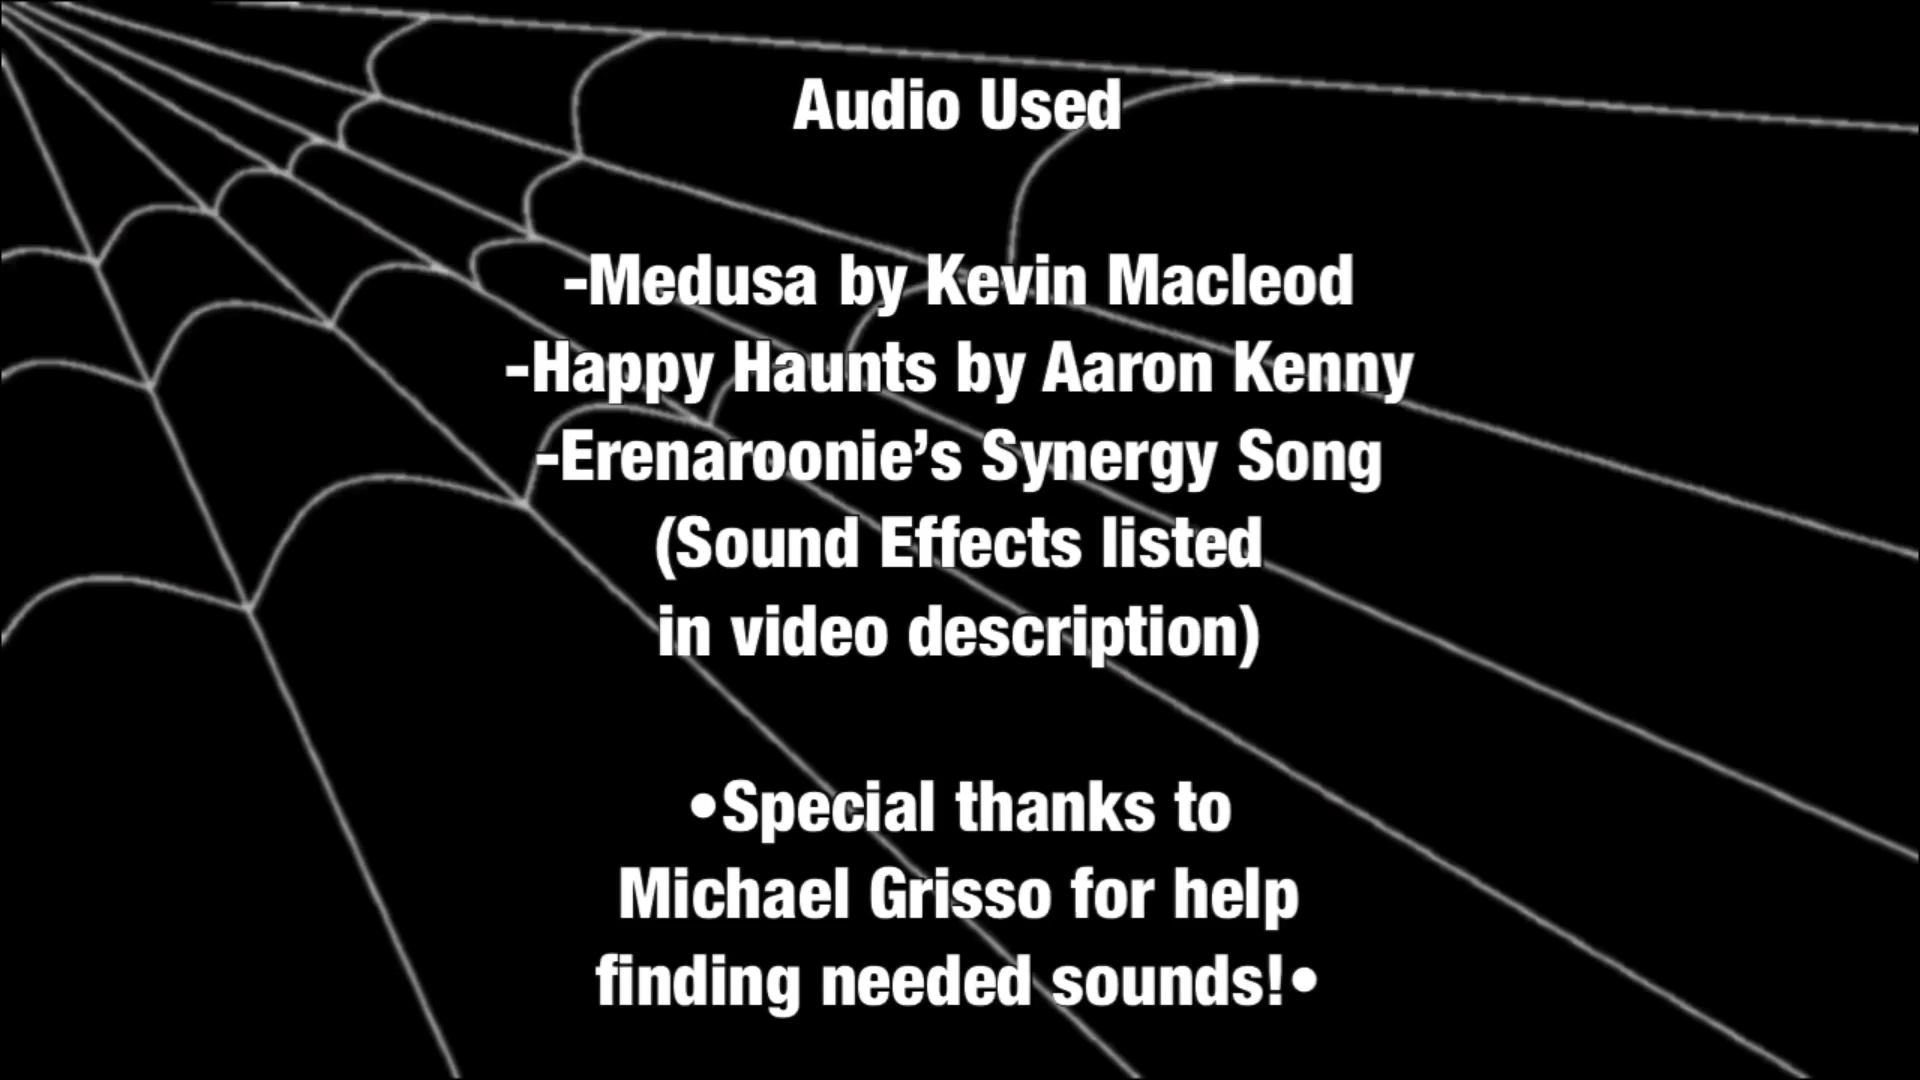 Audio Used
-Medusa by Kevin Macleod
-Happy Haunts by Aaron Kenny
-Erenaroonie’s Synergy Song
(Sound Effects listed
in video description)
•Special thanks to
Michael Grisso for help
finding needed sounds!•